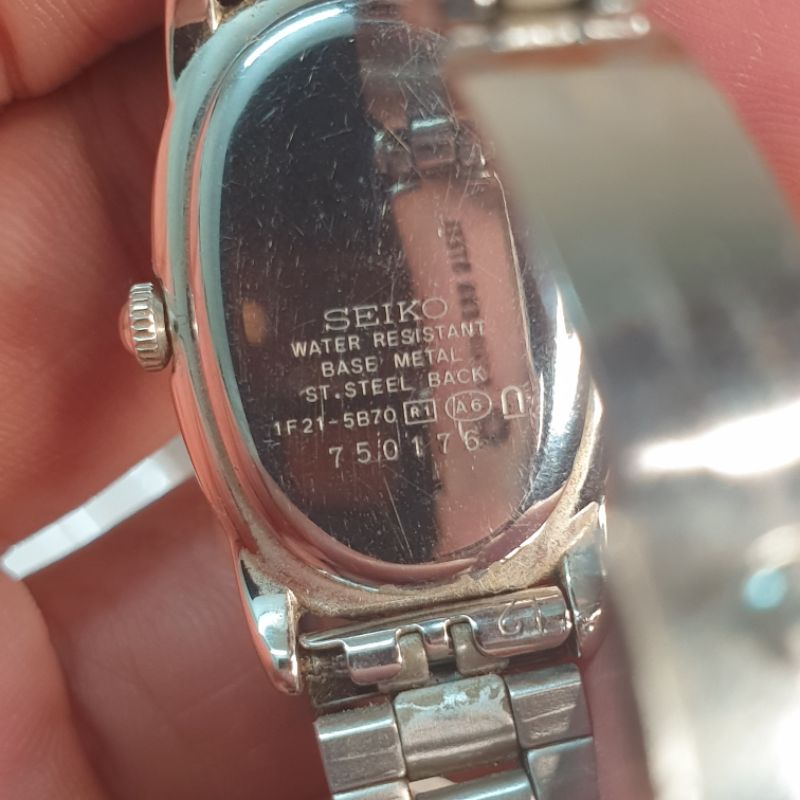 SEIKO
WATER RESISTANT
BASE METAL
ST.STEEL BACK
1F21-5B70 R1 A6
750176